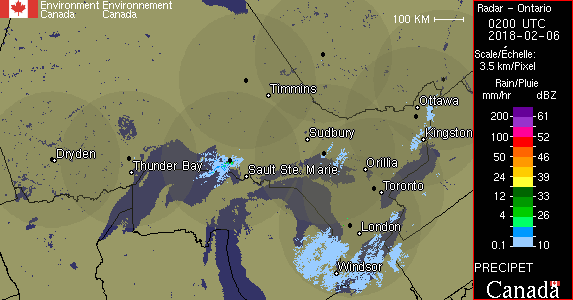 Environment Environnement
Canada Canada
100 KM
Radar - Ontario
0200 UTC
2018-02-06
Scale/Échelle:
3.5 km/Pixel
Rain/Pluie
mm/hr dBZ
200 61
100 52
50 46
24 39
12 33
4 26
1 18
0.1 10
PRECIPET
Canada
Timmins
Ottawa
Sudbury
Kingston
Dryden
Thunder Bay
Sault Ste. Marie
Orillia
Toronto
London
Windsor